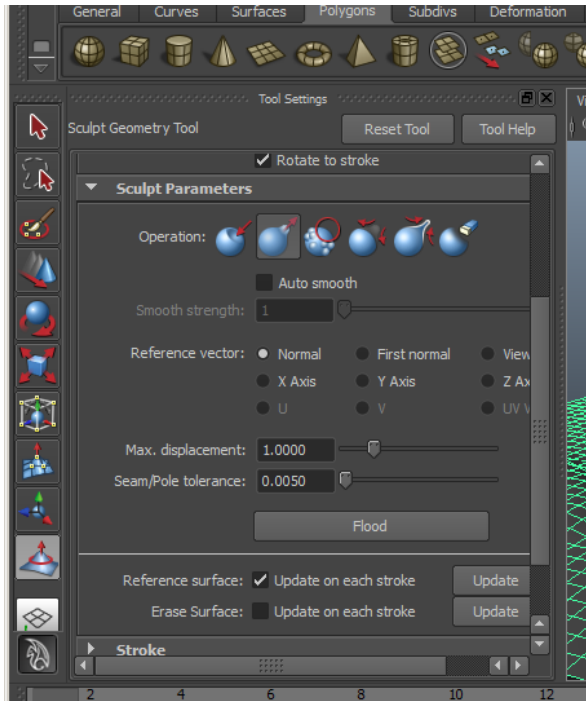 General Curves Surfaces Polygons Subdivs Deformation
Tool Settings
Sculpt Geometry Tool Reset Tool Tool Help
Rotate to stroke
Sculpt Parameters
Operation:
Auto smooth
Smooth strength: 1
Reference vector: Normal First normal View
X Axis Y Axis Z Ax
U V UV V
Max. displacement: 1.0000
Seam/Pole tolerance: 0.0050
Flood
Reference surface: Update on each stroke Update
Erase Surface: Update on each stroke Update
Stroke
2 4 6 8 10 12